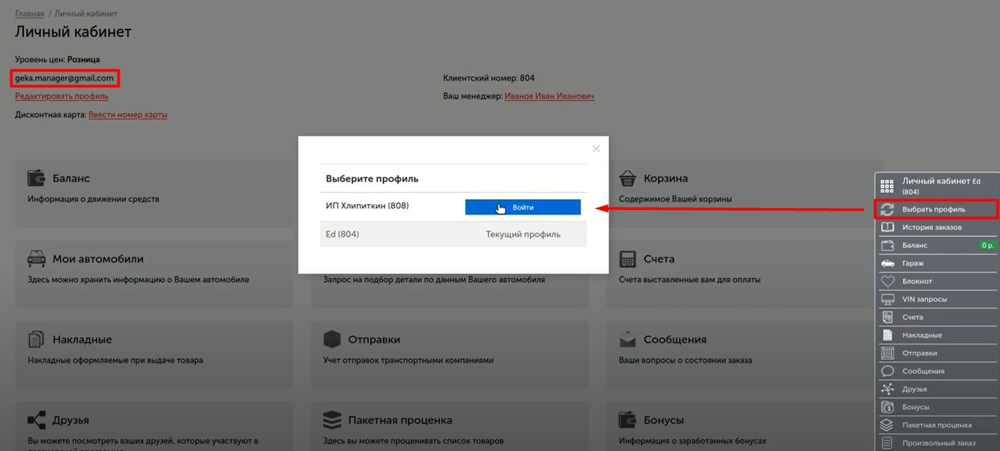 Главная / Личный кабинет
Личный кабинет
Уровень цен: Розница
geka.manager@gmail.com
Клиентский номер: 804
Редактировать профиль
Ваш менеджер: Иванов Иван Иванович
Дисконтная карта: Ввести номер карты
Выберите профиль
ИП Хлипиткин (808)
Войти
Ed (804)
Текущий профиль
Баланс
Информация о движении средств
Корзина
Содержимое Вашей корзины
Мои автомобили
Здесь можно хранить информацию о Вашем автомобиле
Запрос на подбор детали по данным Вашего автомобиля
Счета
Счета выставленные вам для оплаты
Накладные
Накладные оформляемые при выдаче товара
Отправки
Учет отправок транспортными компаниями
Сообщения
Ваши вопросы о состоянии заказа
Друзья
Вы можете посмотреть ваших друзей, которые участвуют в
Пакетная проценка
Здесь вы можете проценивать список товаров
Бонусы
Информация о заработанных бонусах
Личный кабинет Ed
(804)
Выбрать профиль
История заказов
Баланс 0 р.
Гараж
Блокнот
VIN запросы
Счета
Накладные
Отправки
Сообщения
Друзья
Бонусы
Пакетная проценка
Произвольный заказ